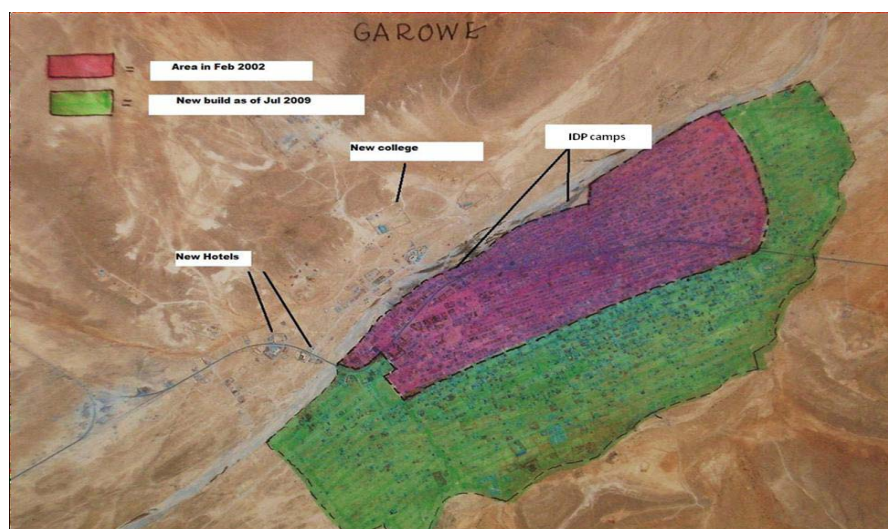 GAROWE
= Area in Feb 2002
= New build as of Jul 2009
New college
IDP camps
New Hotels